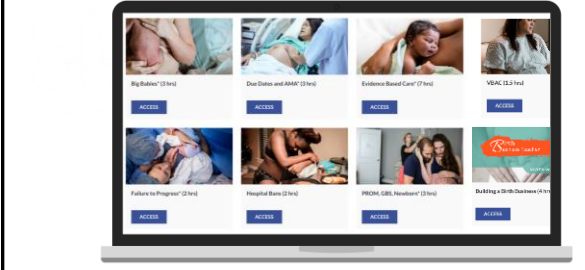 Big Babies* (3 hrs)
Due Dates and AMA* (3 hrs)
Evidence Based Care* (7 hrs)
VBAC (1.5 hrs)
ACCESS
ACCESS
ACCESS
ACCESS
Birth
Failure to Progress* (2 hrs)
Hospital Bans (2 hrs)
PROM, GBS, Newborn* (3 hrs)
Building a Birth Business (4 hrs
ACCESS
ACCESS
ACCESS
ACCESS